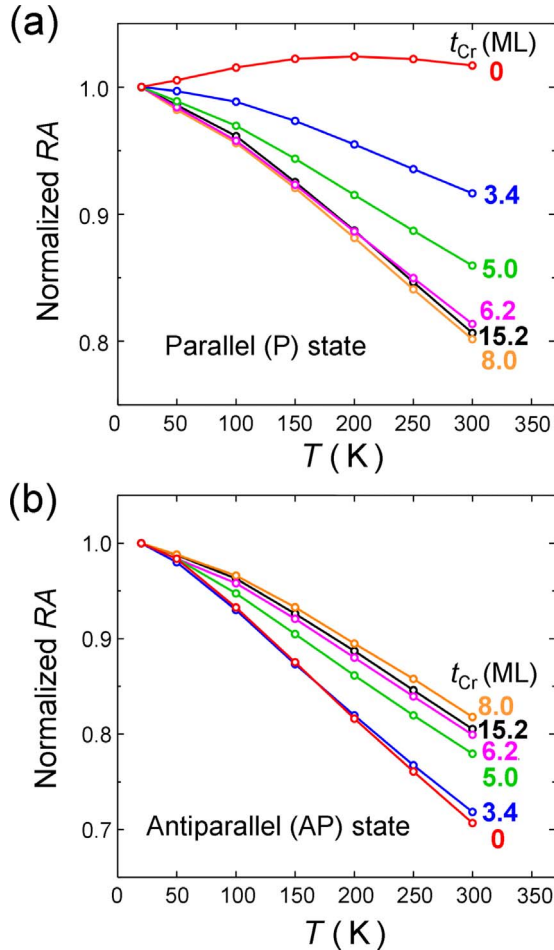 (a)
t_Cr (ML)
0
3.4
5.0
6.2
15.2
8.0
1.0
0.9
0.8
Normalized RA
Parallel (P) state
0 50 100 150 200 250 300 350
T (K)
(b)
t_Cr (ML)
8.0
15.2
6.2
5.0
3.4
0
1.0
0.9
0.8
0.7
Normalized RA
Antiparallel (AP) state
0 50 100 150 200 250 300 350
T (K)